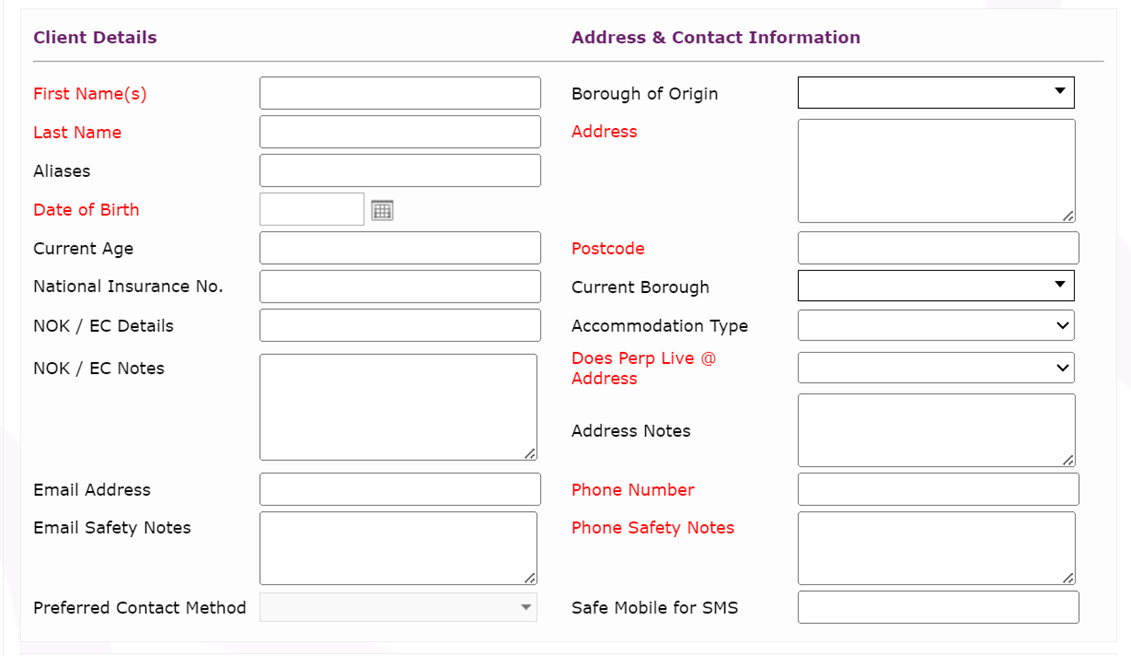 Client Details
First Name(s)
Last Name
Aliases
Date of Birth
Current Age
National Insurance No.
NOK / EC Details
NOK / EC Notes
Email Address
Email Safety Notes
Preferred Contact Method
Address & Contact Information
Borough of Origin
Address
Postcode
Current Borough
Accommodation Type
Does Perp Live @
Address
Address Notes
Phone Number
Phone Safety Notes
Safe Mobile for SMS